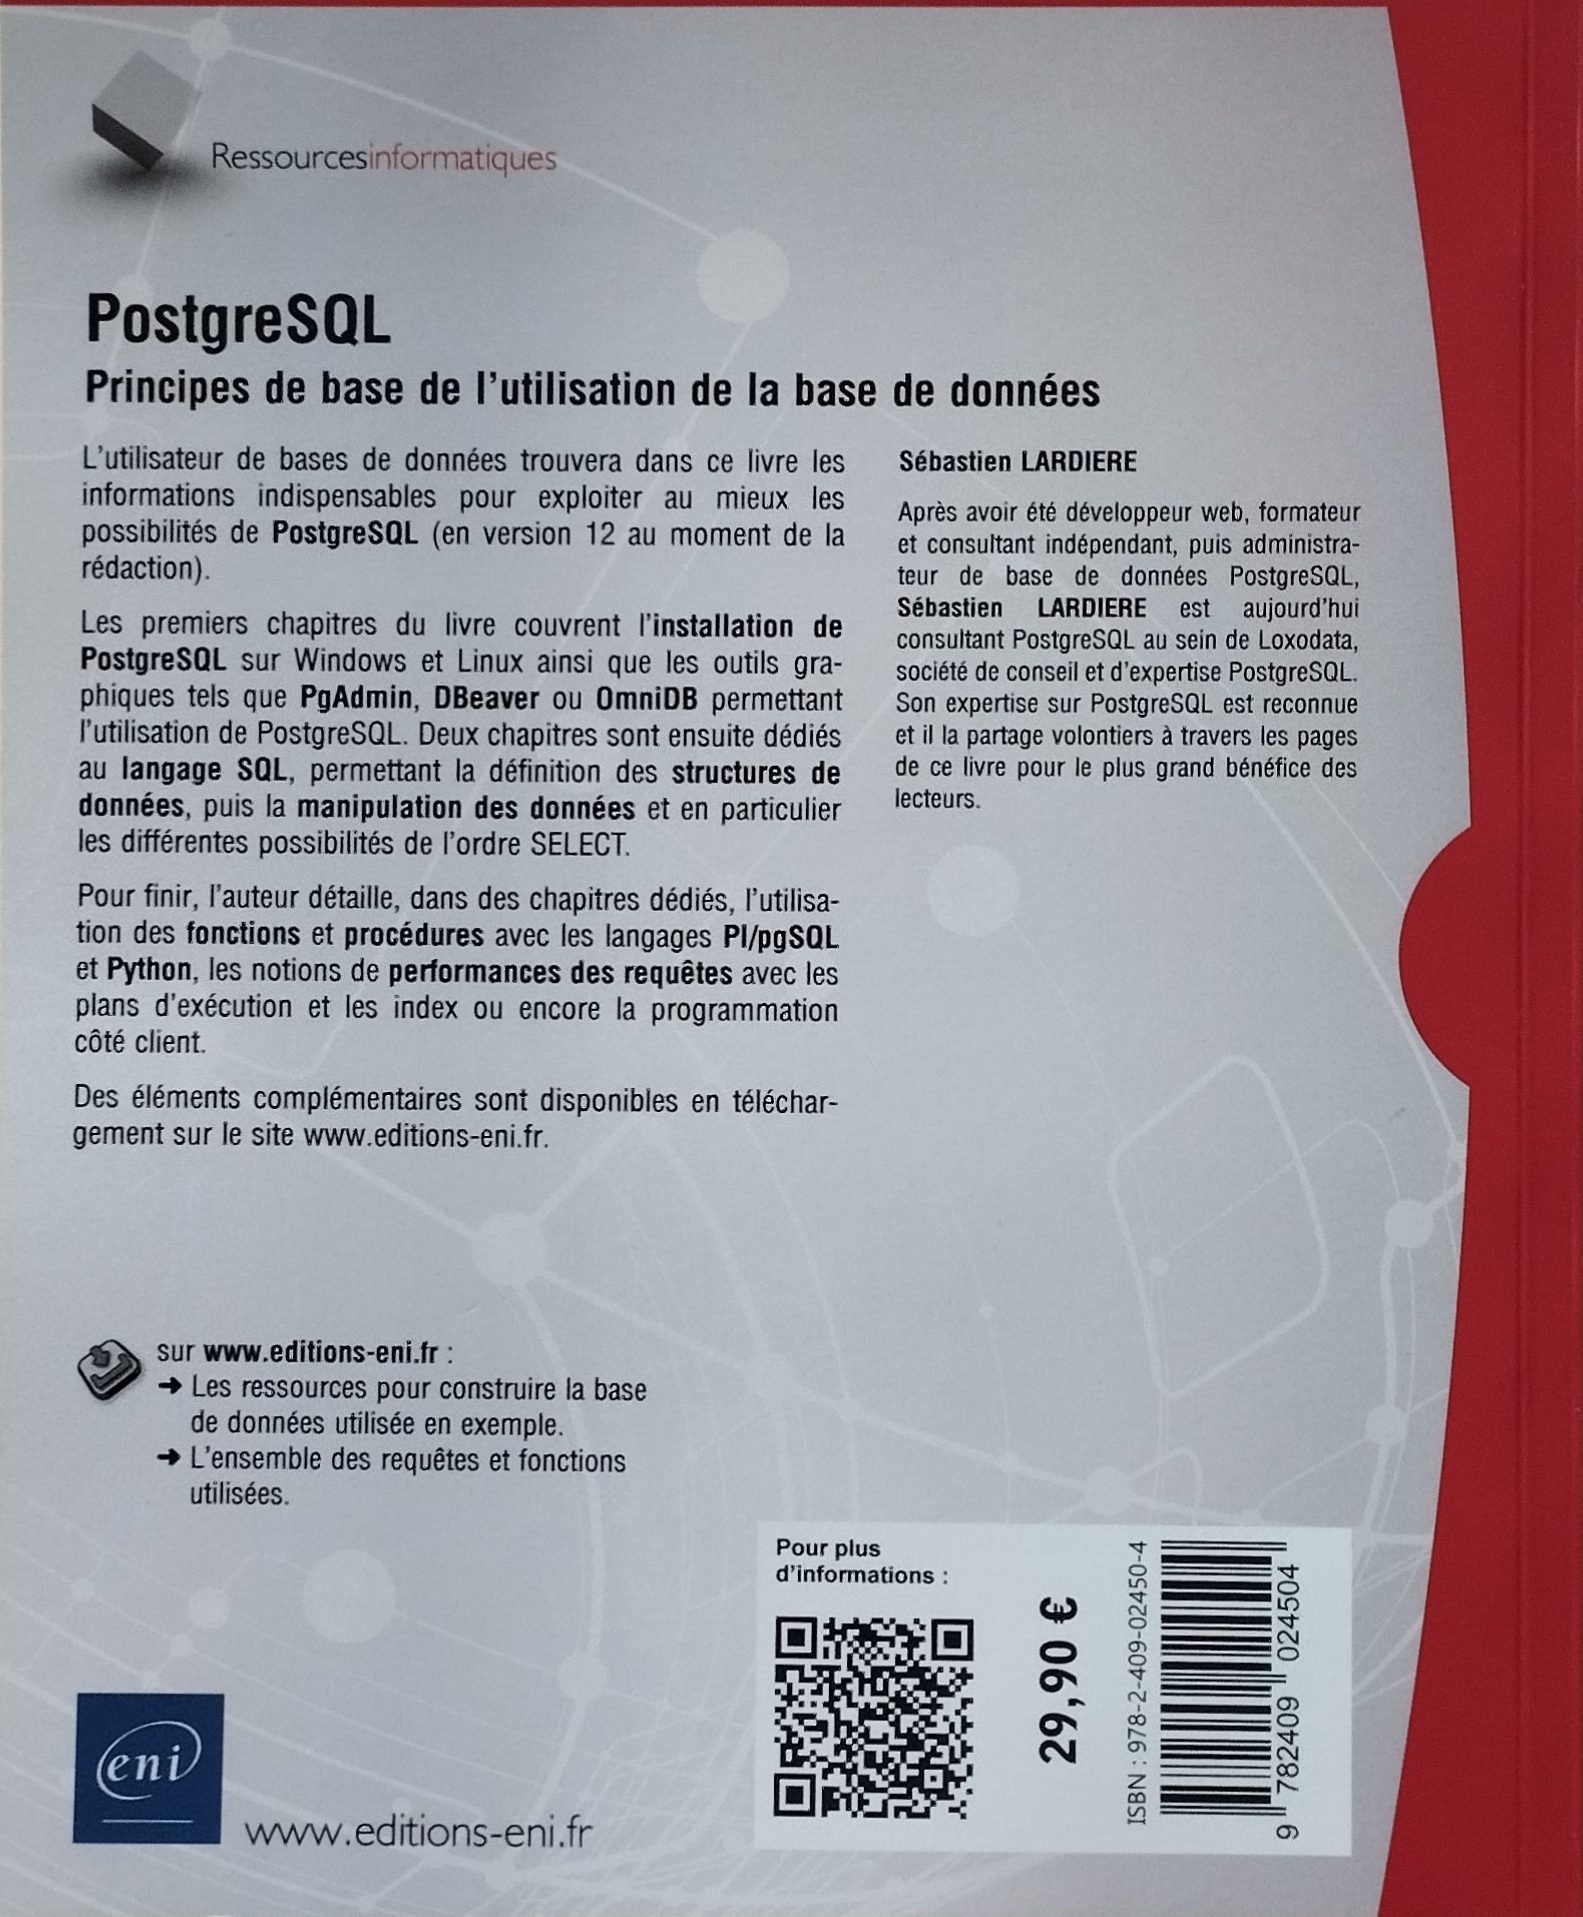 Ressourcesinformatiques
PostgreSQL
Principes de base de l'utilisation de la base de données
L'utilisateur de bases de données trouvera dans ce livre les
informations indispensables pour exploiter au mieux les
possibilités de PostgreSQL (en version 12 au moment de la
rédaction).
Les premiers chapitres du livre couvrent l'installation de
PostgreSQL sur Windows et Linux ainsi que les outils gra-
phiques tels que PgAdmin, DBeaver ou OmniDB permettant
l'utilisation de PostgreSQL. Deux chapitres sont ensuite dédiés
au langage SQL, permettant la définition des structures de
données, puis la manipulation des données et en particulier
les différentes possibilités de l'ordre SELECT.
Pour finir, l'auteur détaille, dans des chapitres dédiés, l'utilisa-
tion des fonctions et procédures avec les langages Pl/pgSQL
et Python, les notions de performances des requêtes avec les
plans d'exécution et les index ou encore la programmation
côté client.
Des éléments complémentaires sont disponibles en téléchar-
gement sur le site www.editions-eni.fr.
Sébastien LARDIERE
Après avoir été développeur web, formateur
et consultant indépendant, puis administra-
teur de base de données PostgreSQL,
Sébastien LARDIERE est aujourd'hui
consultant PostgreSQL au sein de Loxodata,
société de conseil et d'expertise PostgreSQL.
Son expertise sur PostgreSQL est reconnue
et il la partage volontiers à travers les pages
de ce livre pour le plus grand bénéfice des
lecteurs.
sur www.editions-eni.fr :
➜ Les ressources pour construire la base
de données utilisée en exemple.
➜ L'ensemble des requêtes et fonctions
utilisées.
Pour plus
d'informations :
29,90 €
ISBN : 978-2-409-02450-4
9 782409 024504
eni
www.editions-eni.fr